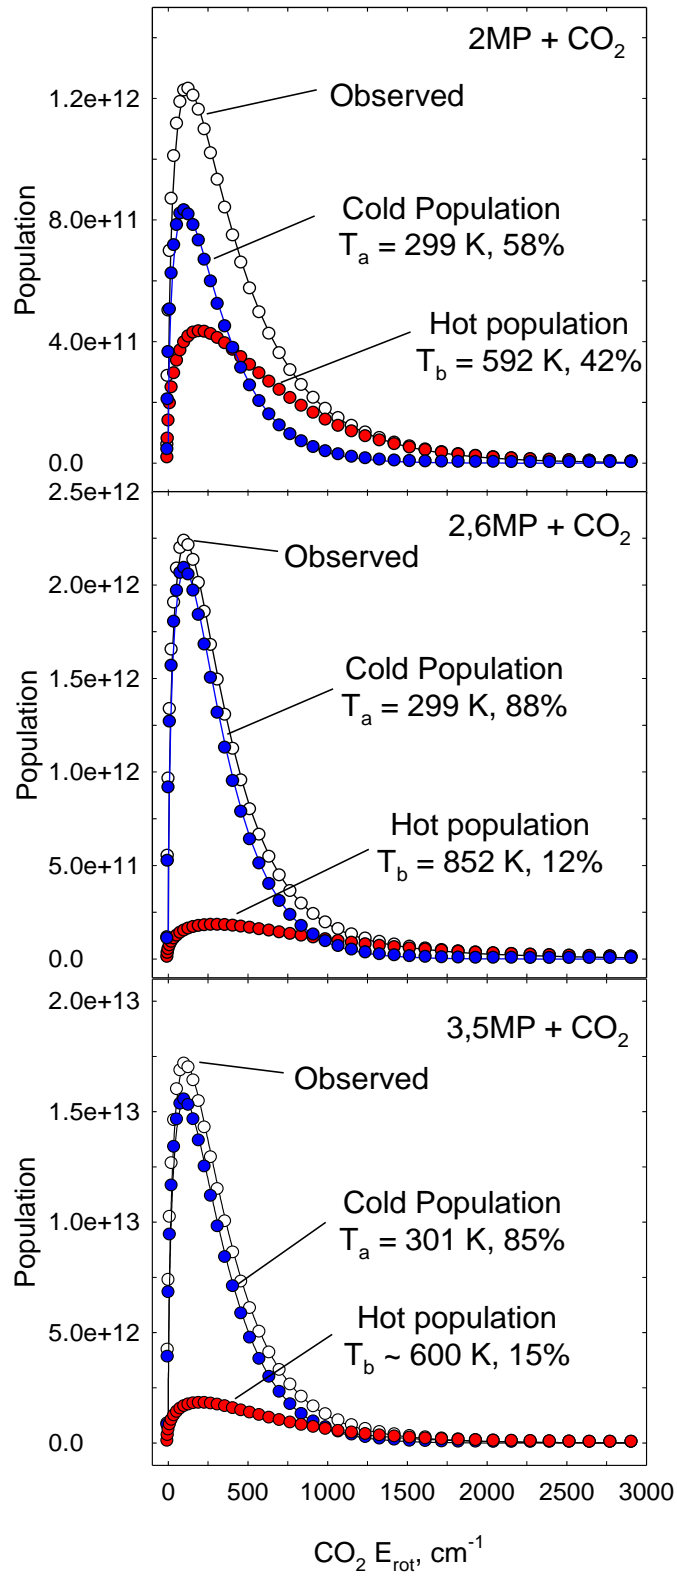 2MP + CO₂
Observed
Cold Population
Tₐ = 299 K, 58%
Hot population
T_b = 592 K, 42%
Population
1.2e+12
8.0e+11
4.0e+11
0.0
2,6MP + CO₂
Observed
Cold Population
Tₐ = 299 K, 88%
Hot population
T_b = 852 K, 12%
Population
2.5e+12
2.0e+12
1.5e+12
1.0e+12
5.0e+11
0.0
3,5MP + CO₂
Observed
Cold Population
Tₐ = 301 K, 85%
Hot population
T_b ~ 600 K, 15%
Population
2.0e+13
1.5e+13
1.0e+13
5.0e+12
0.0
0 500 1000 1500 2000 2500 3000
CO₂ E_rot, cm⁻¹